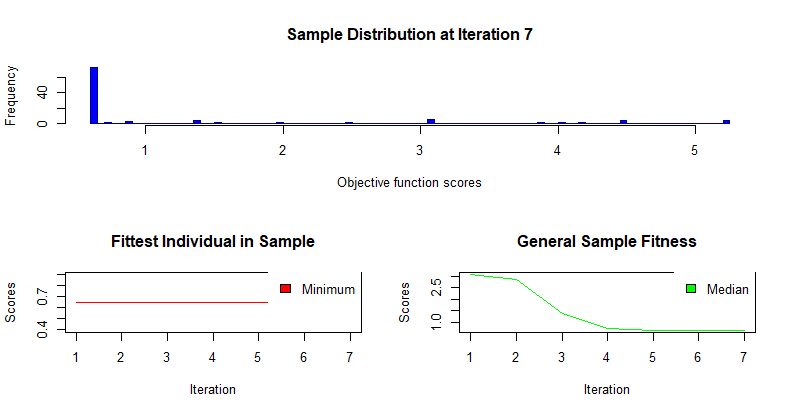 Sample Distribution at Iteration 7
Frequency
0 40
1 2 3 4 5
Objective function scores
Fittest Individual in Sample
Scores
0.4 0.7
Minimum
1 2 3 4 5 6 7
Iteration
General Sample Fitness
Scores
1.0 2.5
Median
1 2 3 4 5 6 7
Iteration